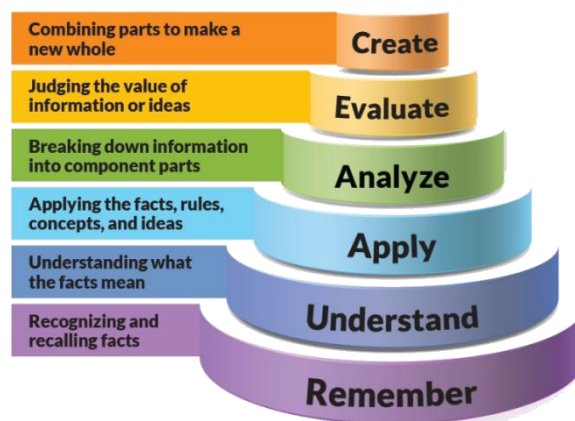 Combining parts to make a
new whole
Create
Judging the value of
information or ideas
Evaluate
Breaking down information
into component parts
Analyze
Applying the facts, rules,
concepts, and ideas
Apply
Understanding what
the facts mean
Understand
Recognizing and
recalling facts
Remember